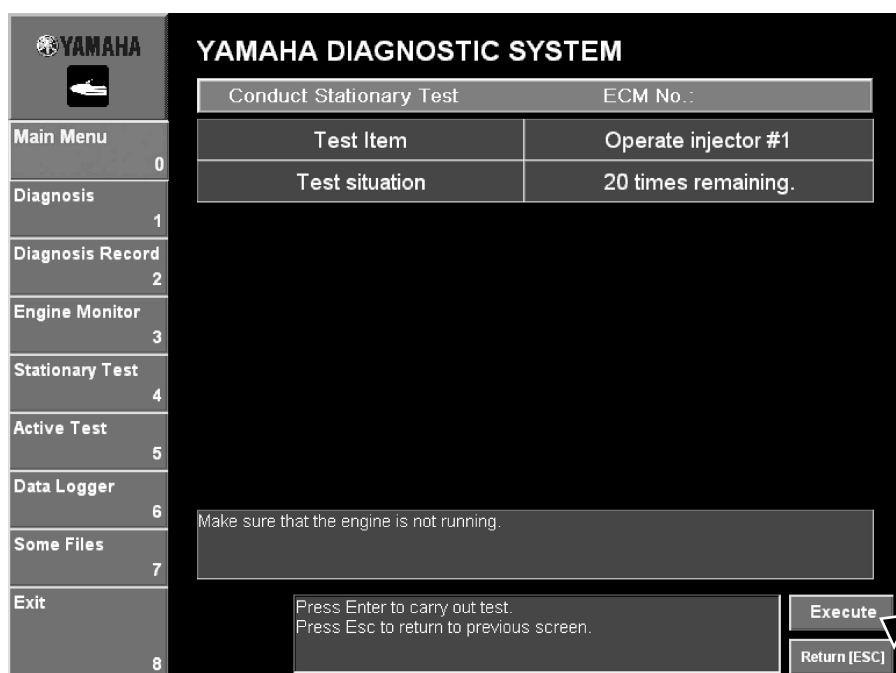 YAMAHA
YAMAHA DIAGNOSTIC SYSTEM
Conduct Stationary Test ECM No.:
Test Item Operate injector #1
Test situation 20 times remaining.
Main Menu
0
Diagnosis
1
Diagnosis Record
2
Engine Monitor
3
Stationary Test
4
Active Test
5
Data Logger
6
Some Files
7
Exit
8
Make sure that the engine is not running.
Press Enter to carry out test.
Press Esc to return to previous screen.
Execute
Return [ESC]